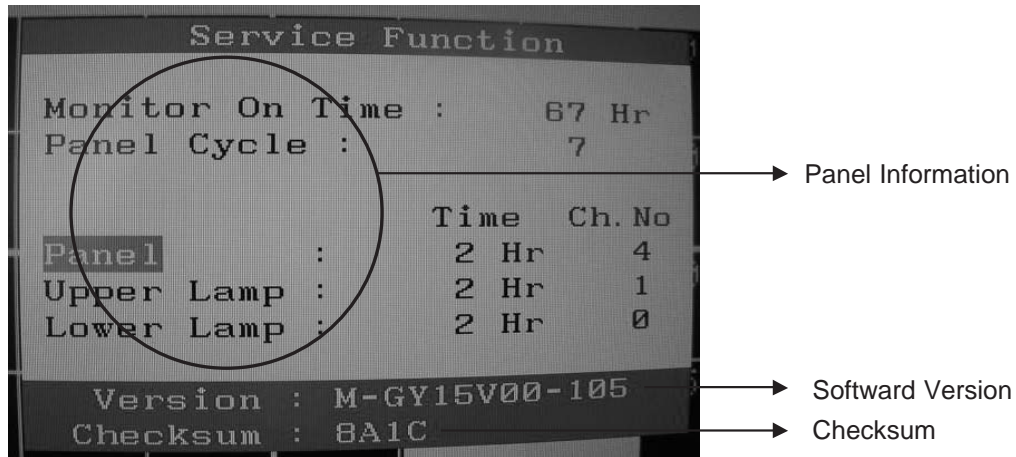 Service Function
Monitor On Time : 67 Hr
Panel Cycle : 7
Panel Information
Time Ch. No
Panel : 2 Hr 4
Upper Lamp : 2 Hr 1
Lower Lamp : 2 Hr 0
Version : M-GY15V00-105
Softward Version
Checksum : 8A1C
Checksum